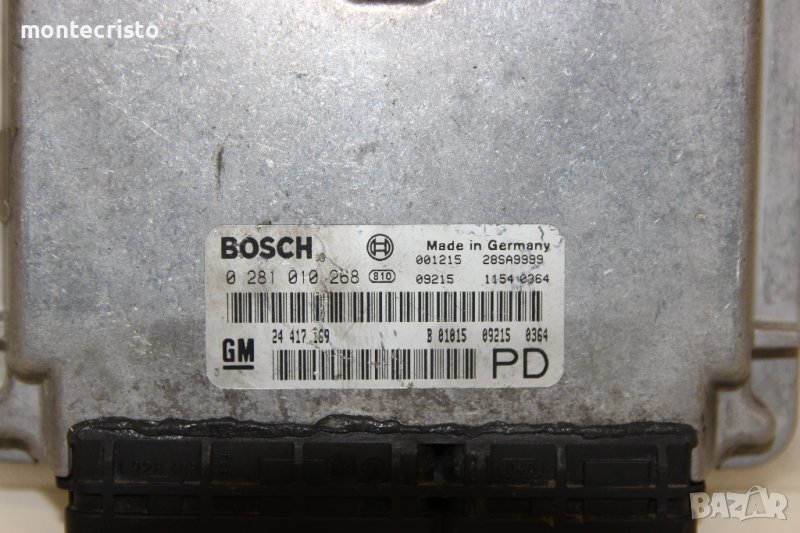 montecristo
BOSCH Made in Germany
001215 28SA9999
0 281 010 268 810 09215 1154 0364
24 417 169 B 01015 09215 0364
GM PD
BAZAR